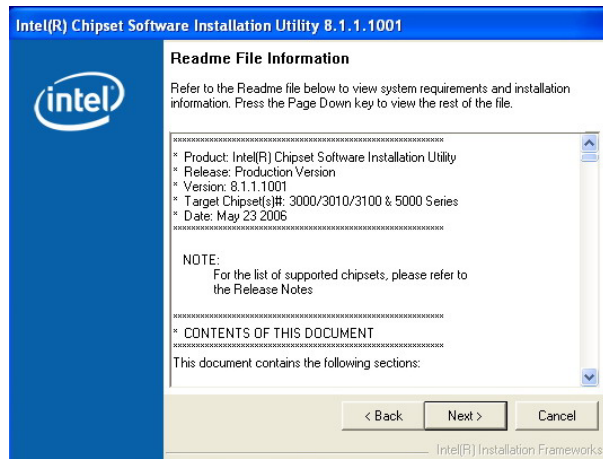 Intel(R) Chipset Software Installation Utility 8.1.1.1001
intel
Readme File Information
Refer to the Readme file below to view system requirements and installation
information. Press the Page Down key to view the rest of the file.
************************************************************
* Product: Intel(R) Chipset Software Installation Utility
* Release: Production Version
* Version: 8.1.1.1001
* Target Chipset(s)#: 3000/3010/3100 & 5000 Series
* Date: May 23 2006
************************************************************
NOTE:
For the list of supported chipsets, please refer to
the Release Notes
************************************************************
* CONTENTS OF THIS DOCUMENT
************************************************************
This document contains the following sections:
< Back Next > Cancel
Intel(R) Installation Frameworks